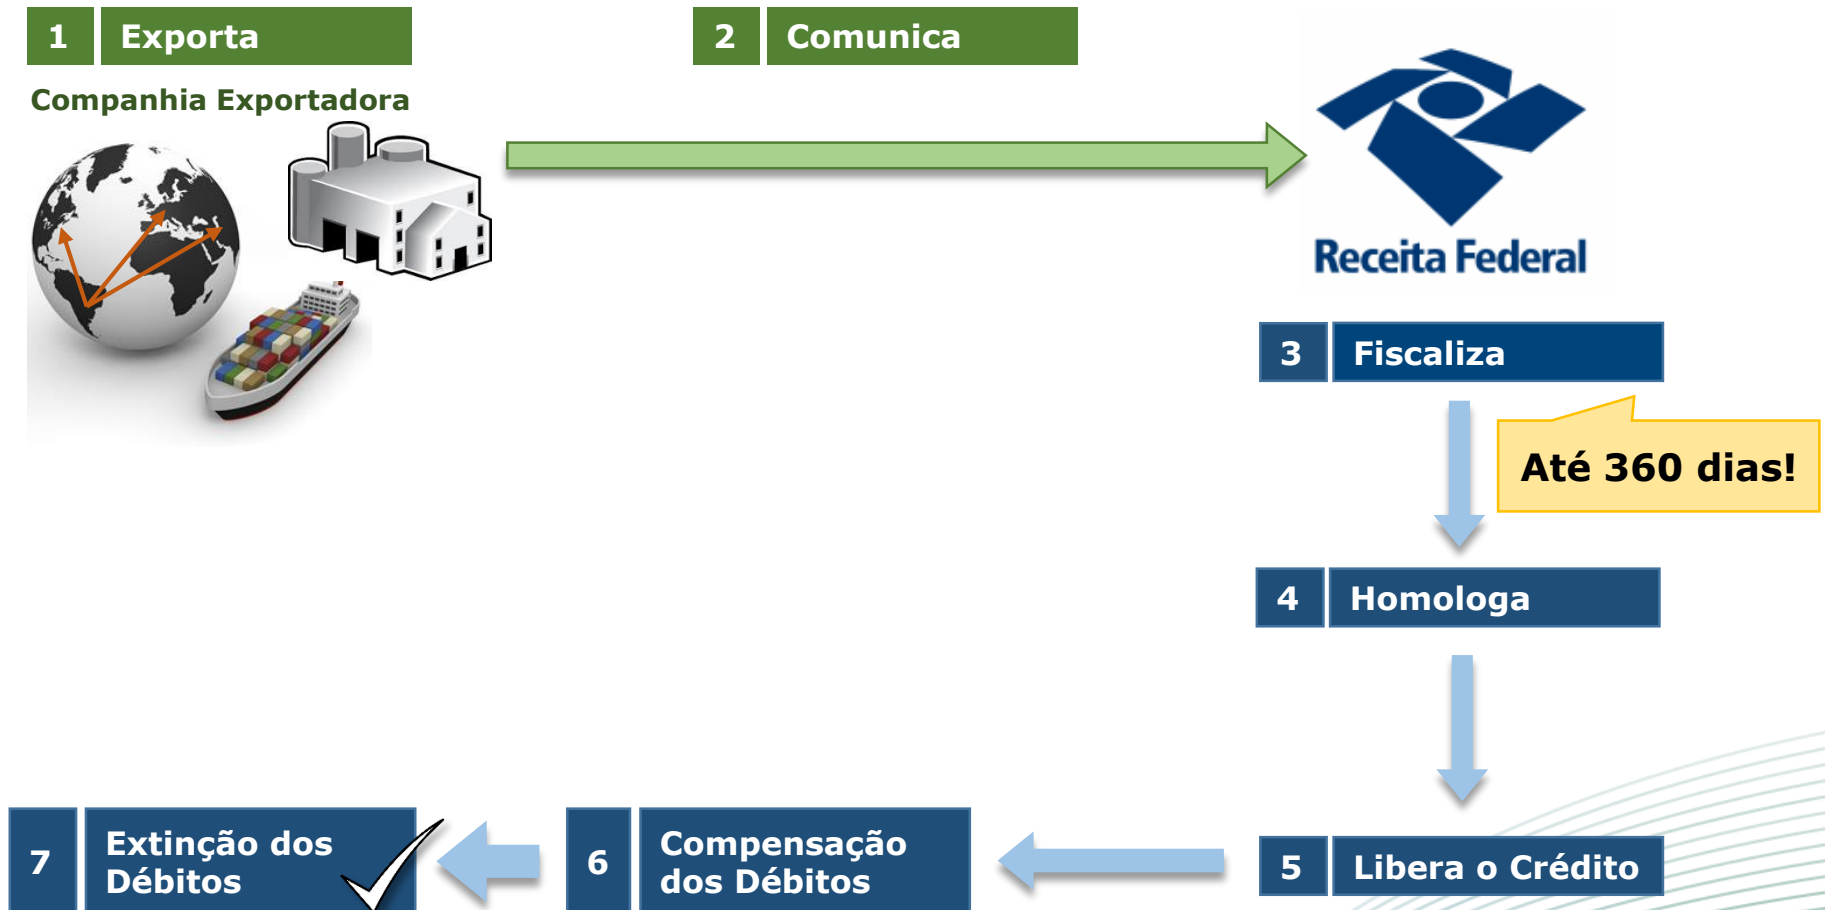 1 Exporta
2 Comunica
Companhia Exportadora
Receita Federal
3 Fiscaliza
Até 360 dias!
4 Homologa
5 Libera o Crédito
6 Compensação
dos Débitos
7 Extinção dos
Débitos